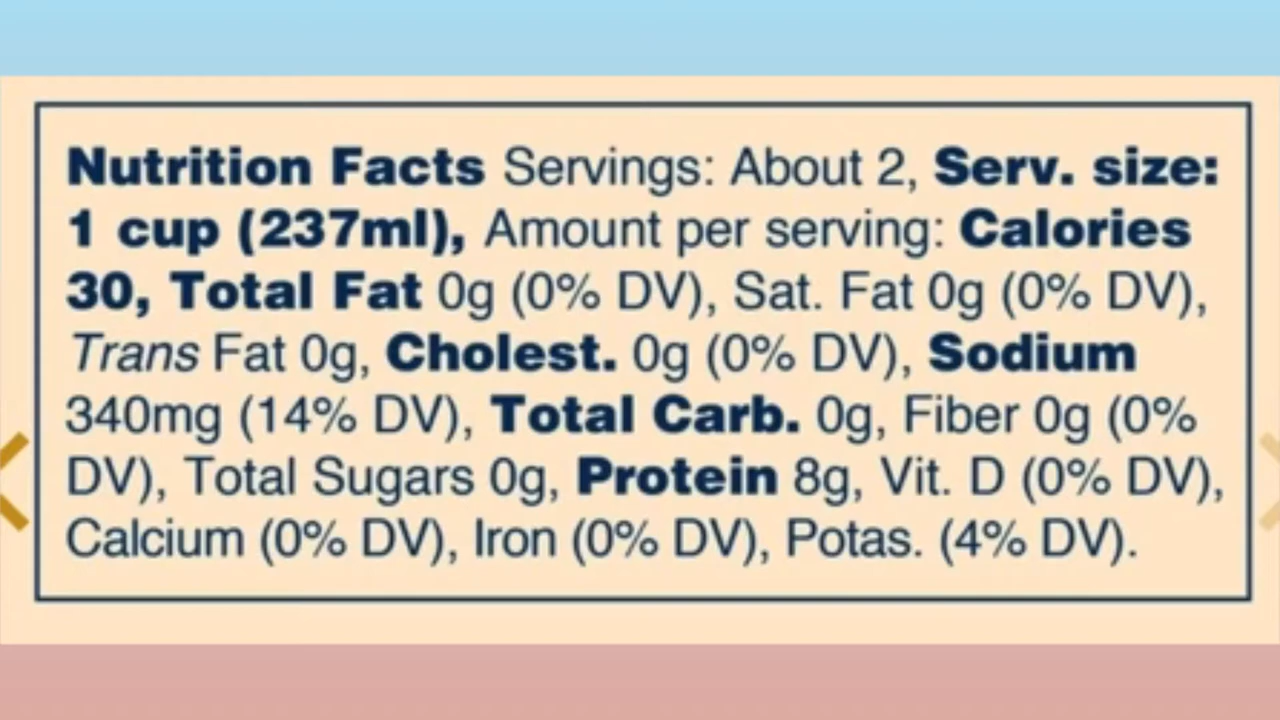 Nutrition Facts Servings: About 2, Serv. size:
1 cup (237ml), Amount per serving: Calories
30, Total Fat 0g (0% DV), Sat. Fat 0g (0% DV),
Trans Fat 0g, Cholest. 0g (0% DV), Sodium
340mg (14% DV), Total Carb. 0g, Fiber 0g (0%
DV), Total Sugars 0g, Protein 8g, Vit. D (0% DV),
Calcium (0% DV), Iron (0% DV), Potas. (4% DV).